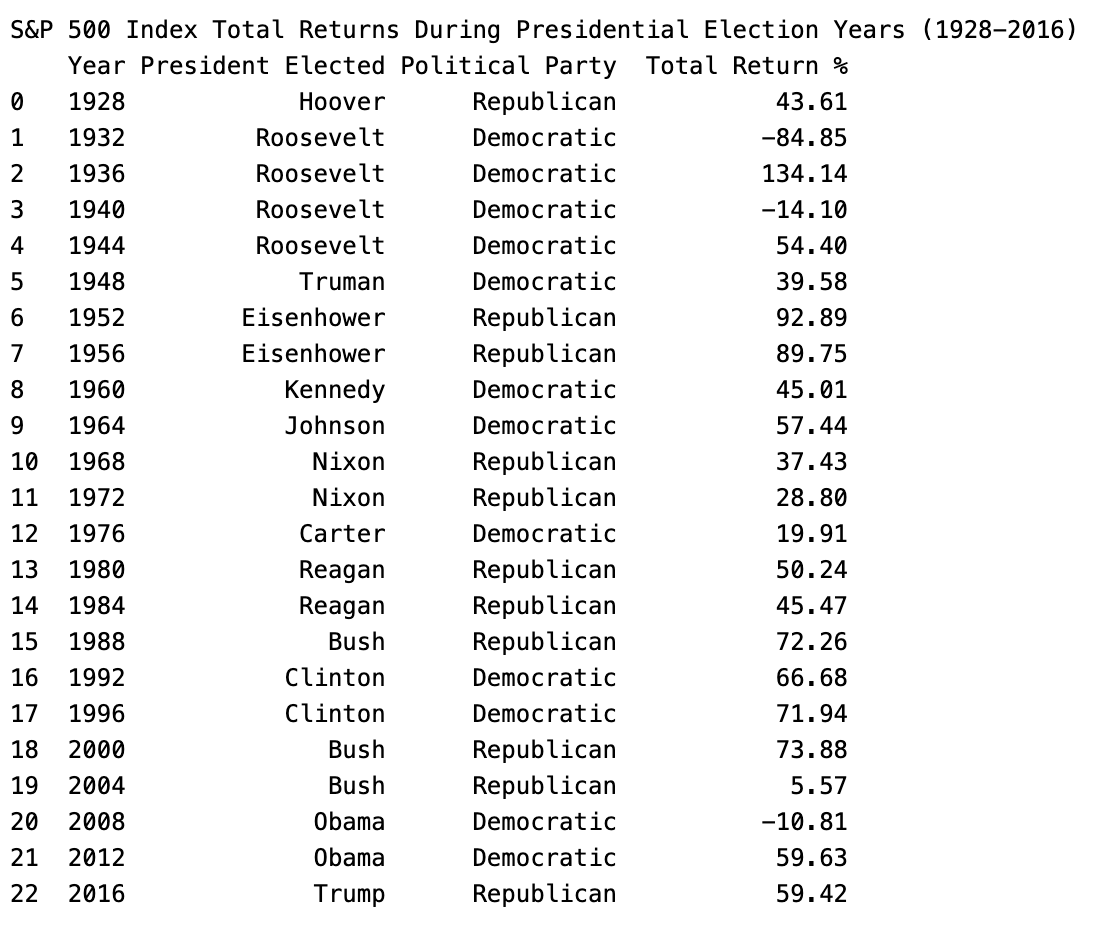 S&P 500 Index Total Returns During Presidential Election Years (1928-2016)
Year President Elected Political Party Total Return %
0 1928 Hoover Republican 43.61
1 1932 Roosevelt Democratic -84.85
2 1936 Roosevelt Democratic 134.14
3 1940 Roosevelt Democratic -14.10
4 1944 Roosevelt Democratic 54.40
5 1948 Truman Democratic 39.58
6 1952 Eisenhower Republican 92.89
7 1956 Eisenhower Republican 89.75
8 1960 Kennedy Democratic 45.01
9 1964 Johnson Democratic 57.44
10 1968 Nixon Republican 37.43
11 1972 Nixon Republican 28.80
12 1976 Carter Democratic 19.91
13 1980 Reagan Republican 50.24
14 1984 Reagan Republican 45.47
15 1988 Bush Republican 72.26
16 1992 Clinton Democratic 66.68
17 1996 Clinton Democratic 71.94
18 2000 Bush Republican 73.88
19 2004 Bush Republican 5.57
20 2008 Obama Democratic -10.81
21 2012 Obama Democratic 59.63
22 2016 Trump Republican 59.42